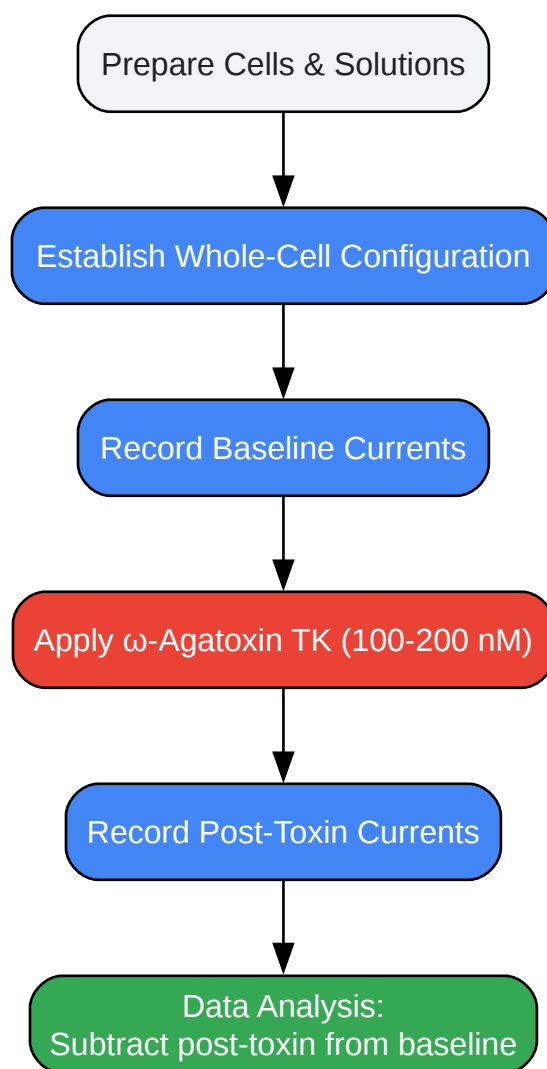 Prepare Cells & Solutions
Establish Whole-Cell Configuration
Record Baseline Currents
Apply ω-Agatoxin TK (100-200 nM)
Record Post-Toxin Currents
Data Analysis:
Subtract post-toxin from baseline